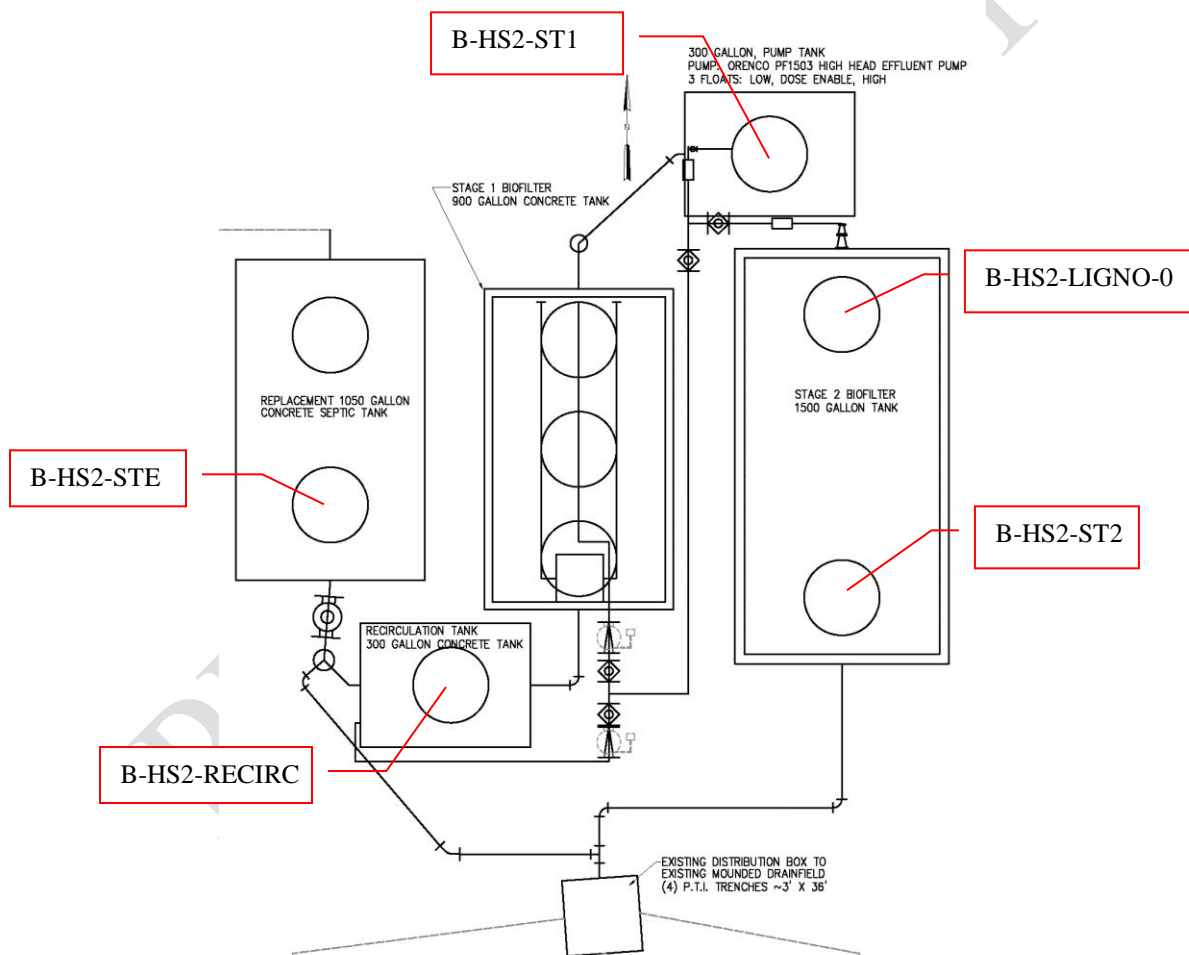 B-HS2-ST1
300 GALLON, PUMP TANK
PUMP: ORENCO PF1503 HIGH HEAD EFFLUENT PUMP
3 FLOATS: LOW, DOSE ENABLE, HIGH
STAGE 1 BIOFILTER
900 GALLON CONCRETE TANK
N
B-HS2-LIGNO-0
REPLACEMENT 1050 GALLON
CONCRETE SEPTIC TANK
STAGE 2 BIOFILTER
1500 GALLON TANK
B-HS2-STE
B-HS2-ST2
RECIRCULATION TANK
300 GALLON CONCRETE TANK
B-HS2-RECIRC
EXISTING DISTRIBUTION BOX TO
EXISTING MOUNDED DRAINFIELD
(4) P.T.I. TRENCHES ~3' X 36'